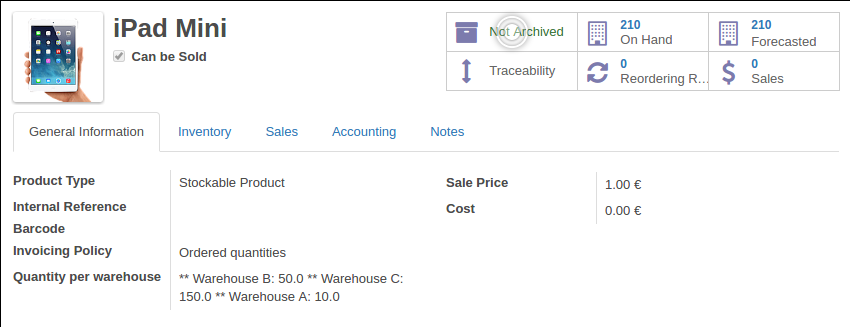 iPad Mini
Can be Sold
Not Archived
210
On Hand
210
Forecasted
Traceability
0
Reordering R...
0
Sales
General Information
Inventory
Sales
Accounting
Notes
Product Type
Stockable Product
Internal Reference
Barcode
Invoicing Policy
Ordered quantities
Quantity per warehouse
** Warehouse B: 50.0 ** Warehouse C:
150.0 ** Warehouse A: 10.0
Sale Price
1.00 €
Cost
0.00 €